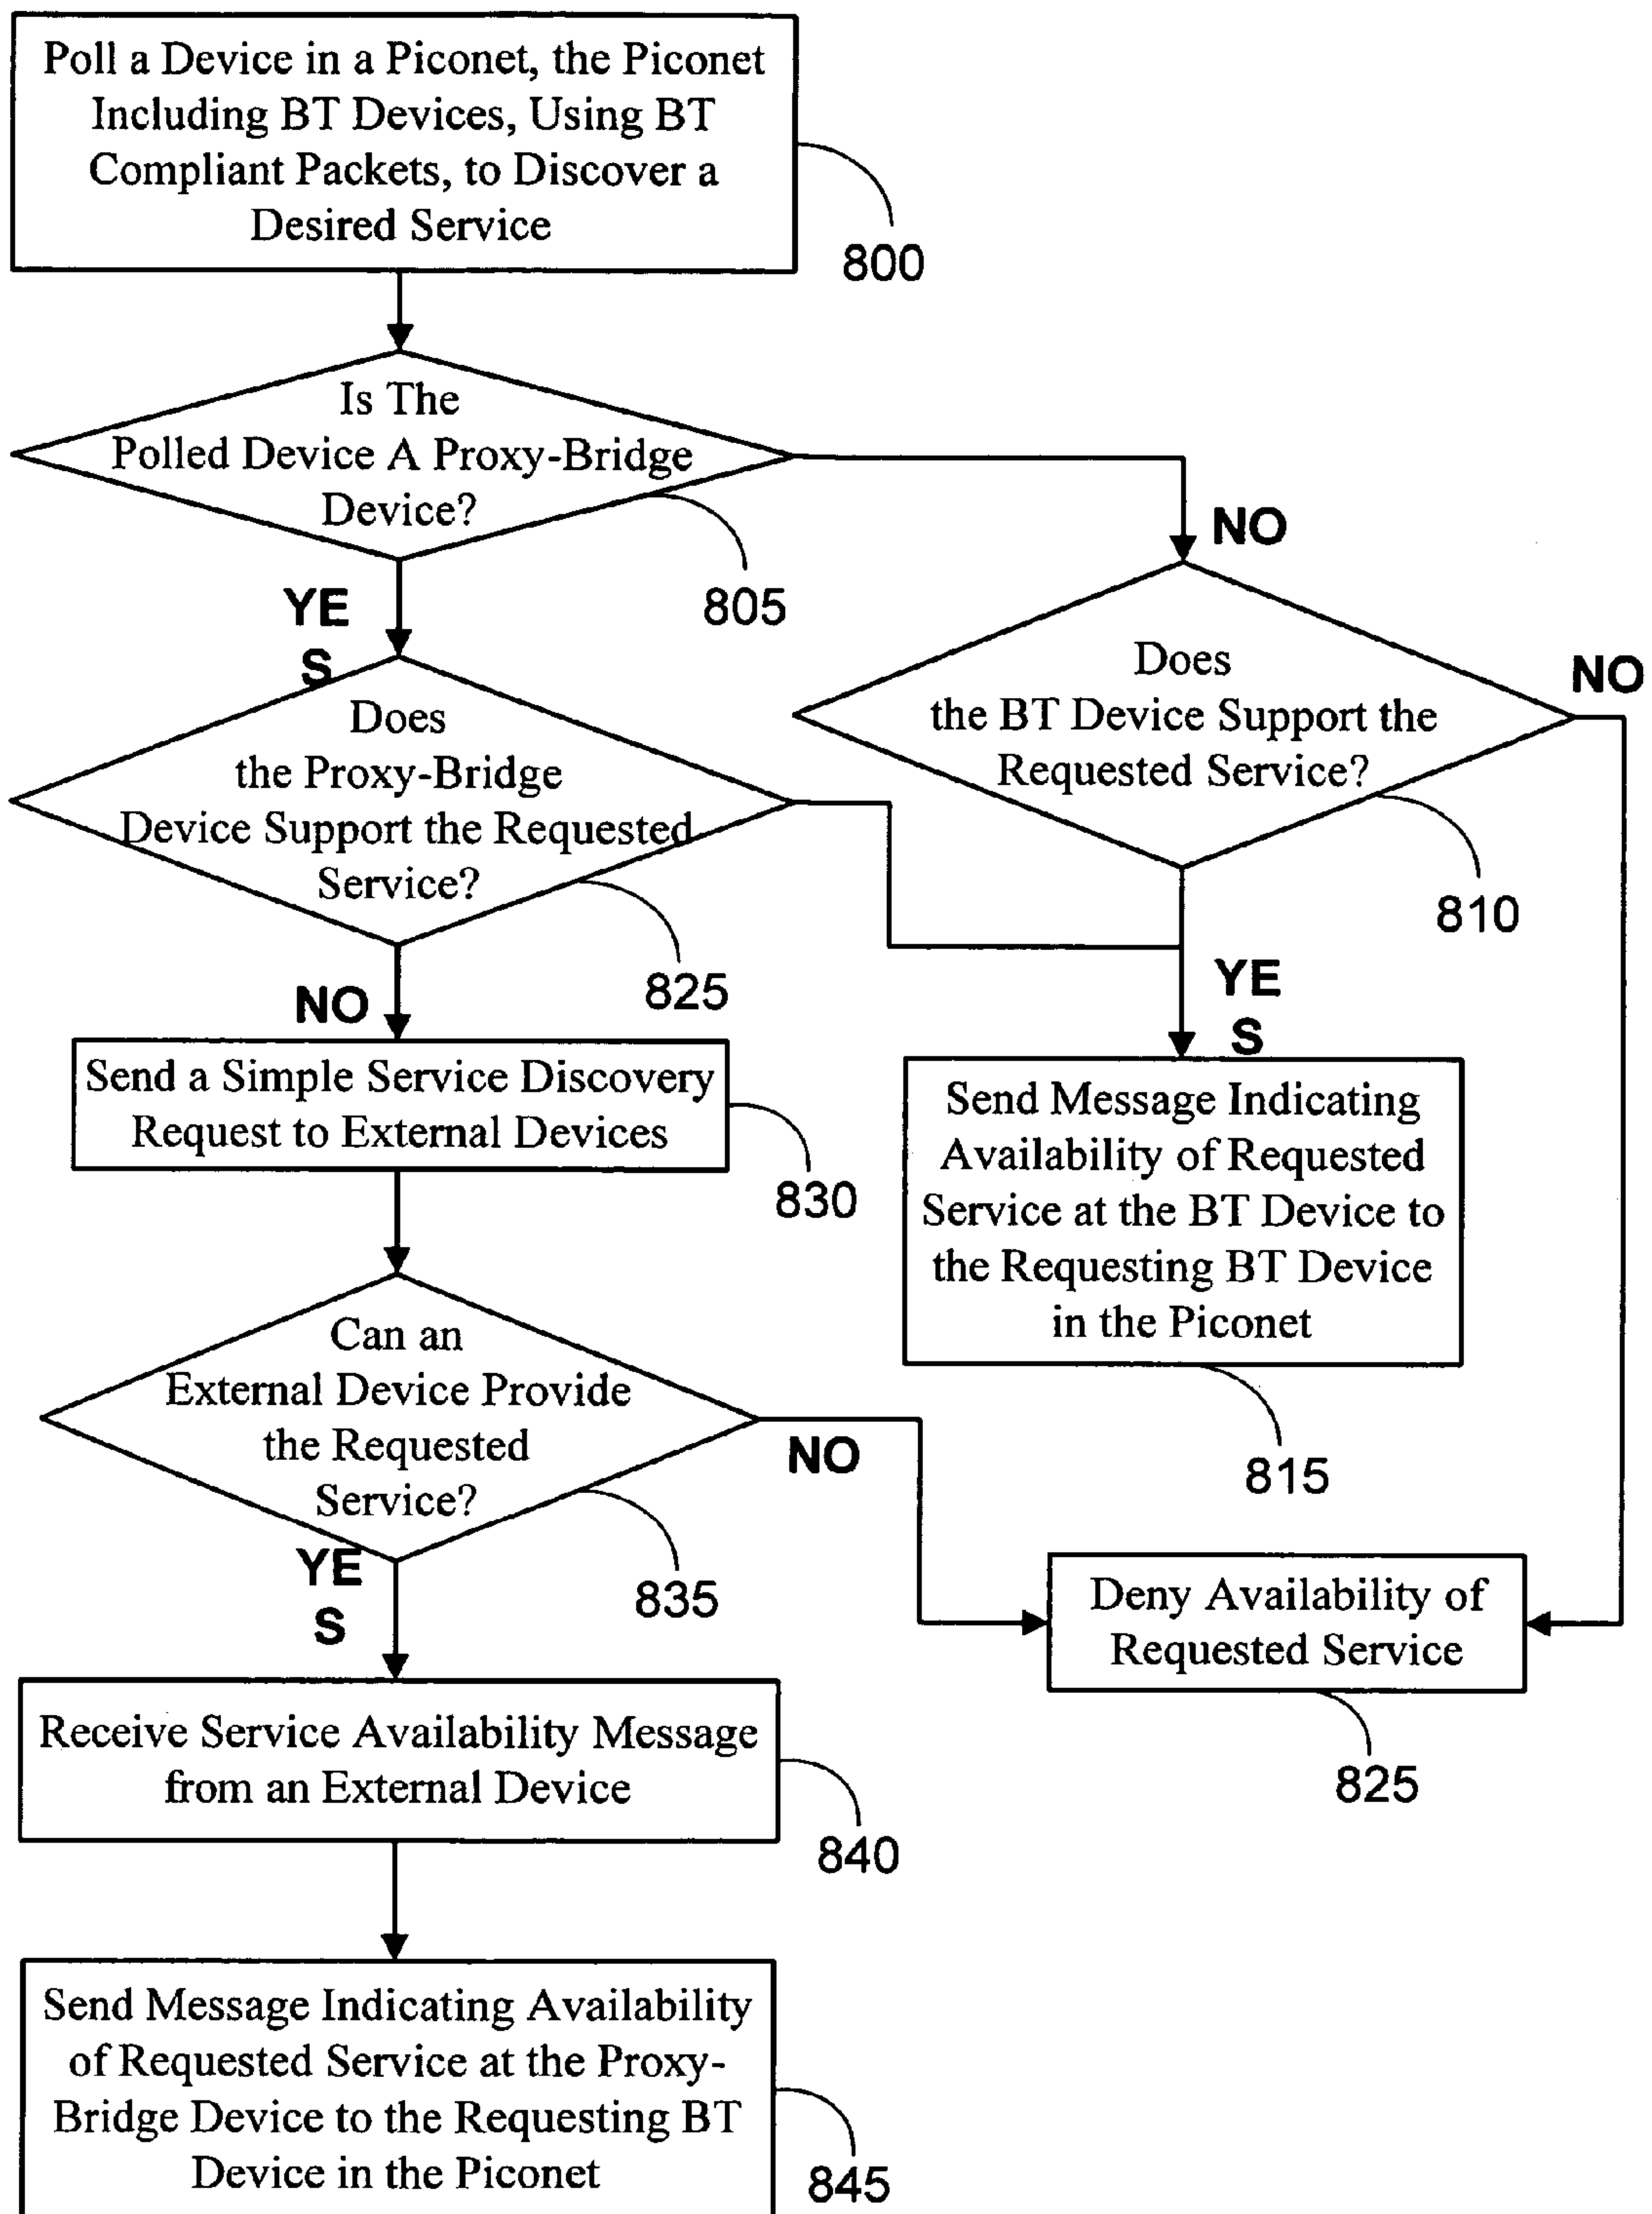 Poll a Device in a Piconet, the Piconet
Including BT Devices, Using BT
Compliant Packets, to Discover a
Desired Service
800
Is The
Polled Device A Proxy-Bridge
Device?
805
NO
YE
S
Does
the BT Device Support the
Requested Service?
NO
810
Does
the Proxy-Bridge
Device Support the Requested
Service?
825
NO
YE
S
Send a Simple Service Discovery
Request to External Devices
830
Send Message Indicating
Availability of Requested
Service at the BT Device to
the Requesting BT Device
in the Piconet
815
Can an
External Device Provide
the Requested
Service?
NO
835
YE
S
Deny Availability of
Requested Service
825
Receive Service Availability Message
from an External Device
840
Send Message Indicating Availability
of Requested Service at the Proxy-
Bridge Device to the Requesting BT
Device in the Piconet
845